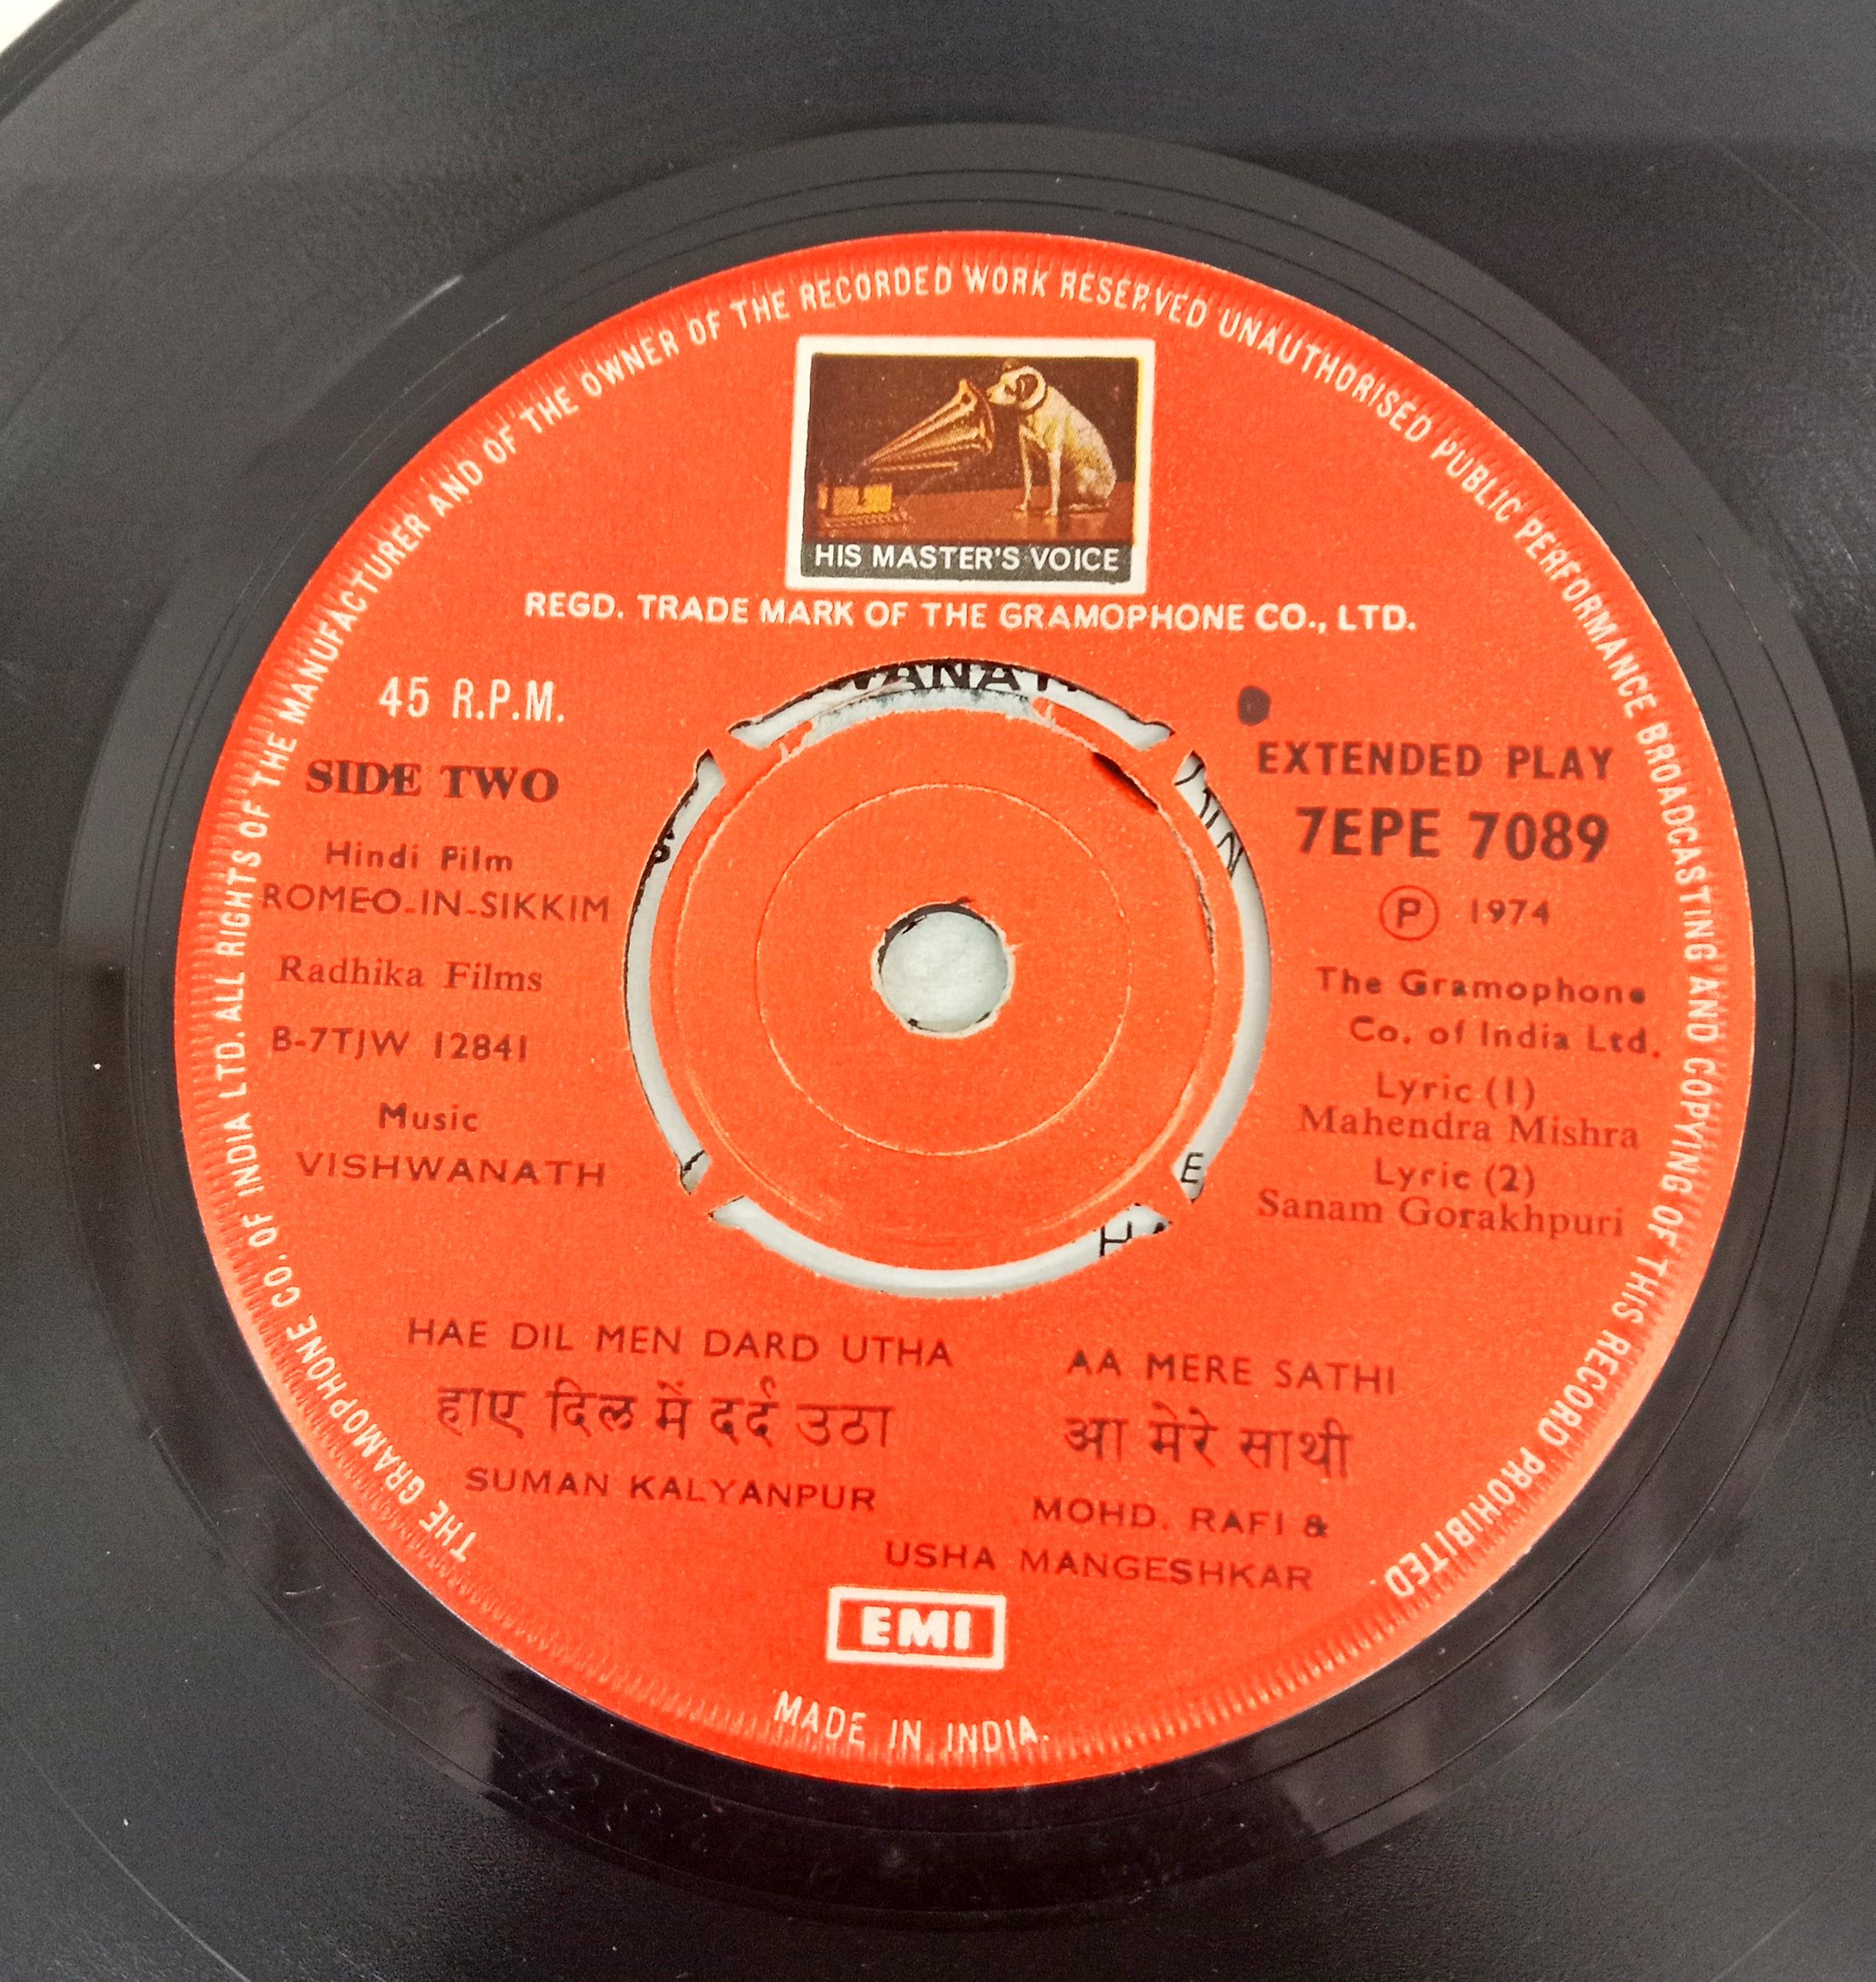 THE GRAMOPHONE CO. OF INDIA LTD. ALL RIGHTS OF THE MANUFACTURER AND OF THE OWNER OF THE RECORDED WORK RESERVED UNAUTHORISED PUBLIC PERFORMANCE BROADCASTING AND COPYING OF THIS RECORD PROHIBITED.
HIS MASTER'S VOICE
REGD. TRADE MARK OF THE GRAMOPHONE CO., LTD.
45 R.P.M.
SIDE TWO
Hindi Film
ROMEO-IN-SIKKIM
Radhika Films
B-7TJW 12841
Music
VISHWANATH
EXTENDED PLAY
7EPE 7089
℗ 1974
The Gramophone
Co. of India Ltd.
Lyric (1)
Mahendra Mishra
Lyric (2)
Sanam Gorakhpuri
HAE DIL MEN DARD UTHA
हाए दिल में दर्द उठा
SUMAN KALYANPUR
AA MERE SATHI
आ मेरे साथी
MOHD. RAFI &
USHA MANGESHKAR
EMI
MADE IN INDIA.